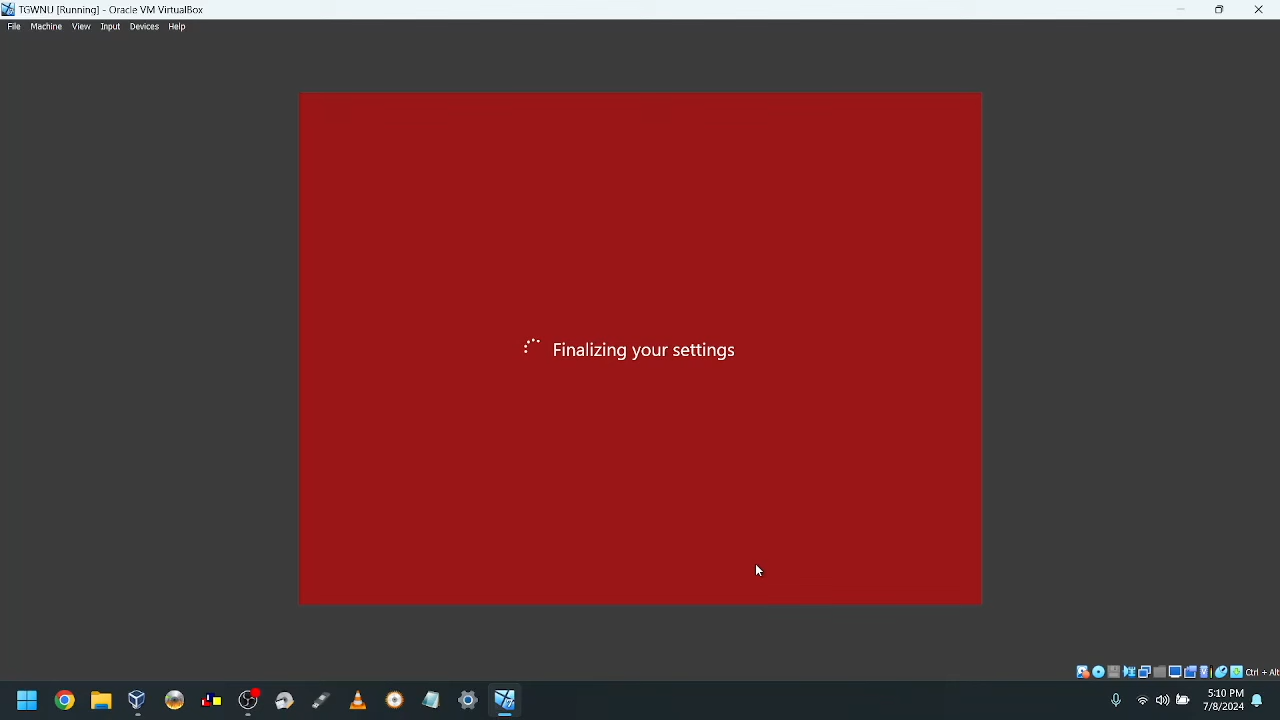 TGWNU [Running] - Oracle VM VirtualBox
File Machine View Input Devices Help
Finalizing your settings
Ctrl + Alt
5:10 PM
7/8/2024